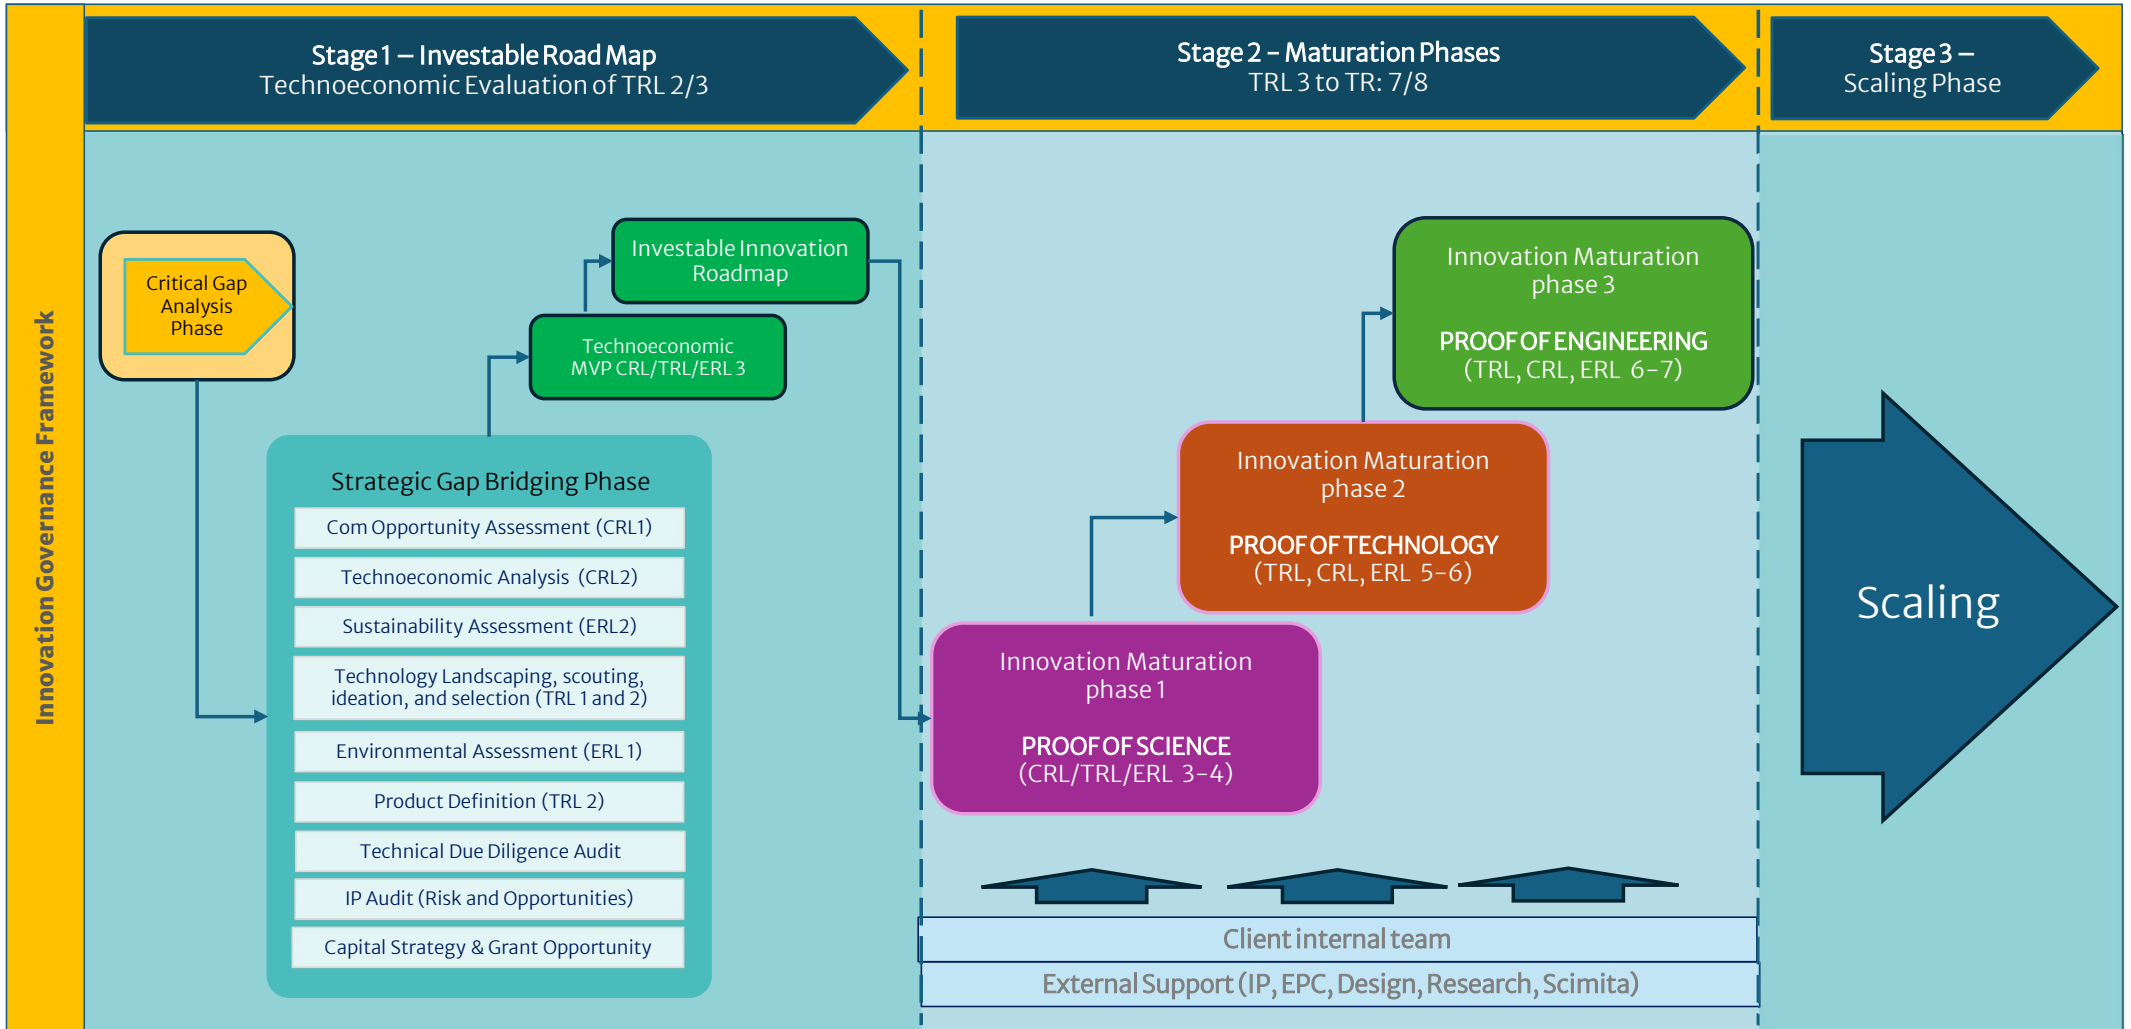 Stage 1 – Investable Road Map
Technoeconomic Evaluation of TRL 2/3
Stage 2 – Maturation Phases
TRL 3 to TR: 7/8
Stage 3 –
Scaling Phase
Innovation Governance Framework
Critical Gap
Analysis
Phase
Investable Innovation
Roadmap
Technoeconomic
MVP CRL/TRL/ERL 3
Strategic Gap Bridging Phase
Com Opportunity Assessment (CRL1)
Technoeconomic Analysis (CRL2)
Sustainability Assessment (ERL2)
Technology Landscaping, scouting,
ideation, and selection (TRL 1 and 2)
Environmental Assessment (ERL 1)
Product Definition (TRL 2)
Technical Due Diligence Audit
IP Audit (Risk and Opportunities)
Capital Strategy & Grant Opportunity
Innovation Maturation
phase 1
PROOF OF SCIENCE
(CRL/TRL/ERL 3-4)
Innovation Maturation
phase 2
PROOF OF TECHNOLOGY
(TRL, CRL, ERL 5-6)
Innovation Maturation
phase 3
PROOF OF ENGINEERING
(TRL, CRL, ERL 6-7)
Client internal team
External Support (IP, EPC, Design, Research, Scimita)
Scaling